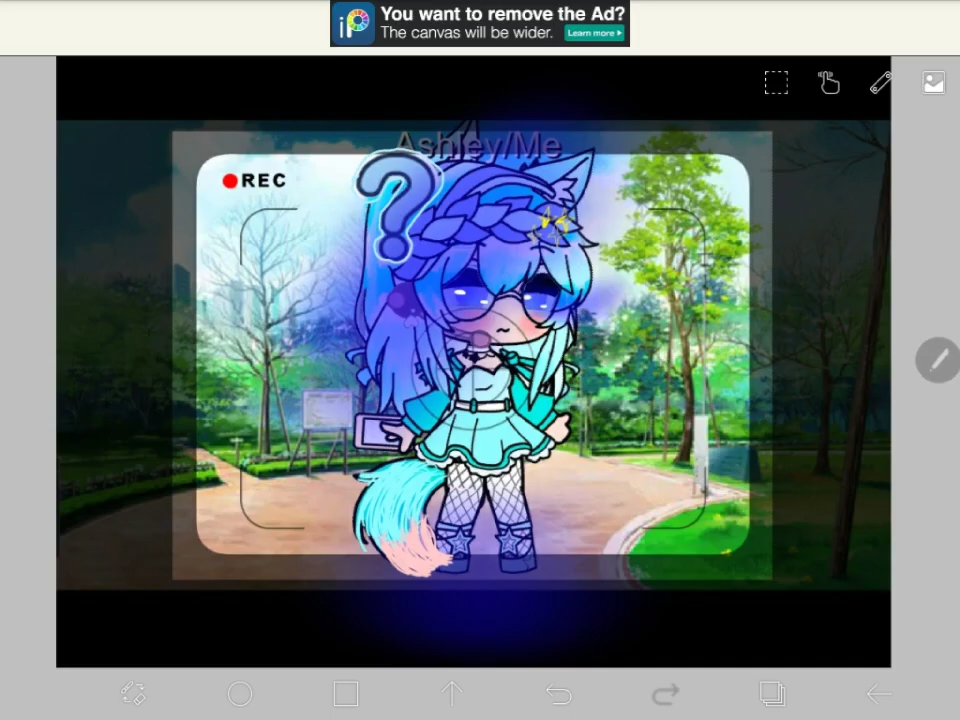 You want to remove the Ad?
The canvas will be wider.
Learn more
Ashley/Me
REC
?